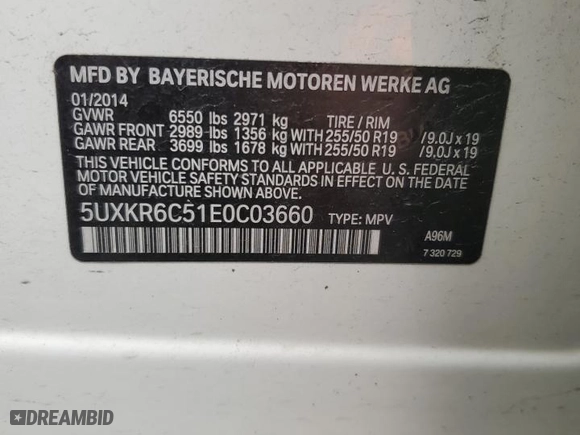 MFD BY BAYERISCHE MOTOREN WERKE AG
01/2014
GVWR 6550 lbs 2971 kg TIRE / RIM
GAWR FRONT 2989 lbs 1356 kg WITH 255/50 R19 /9.0J x 19
GAWR REAR 3699 lbs 1678 kg WITH 255/50 R19 /9.0J x 19
THIS VEHICLE CONFORMS TO ALL APPLICABLE U. S. FEDERAL
MOTOR VEHICLE SAFETY STANDARDS IN EFFECT ON THE DATE
OF MANUFACTURE SHOWN ABOVE.
5UXKR6C51E0C03660 TYPE: MPV
A96M
7 320 729
DREAMBID